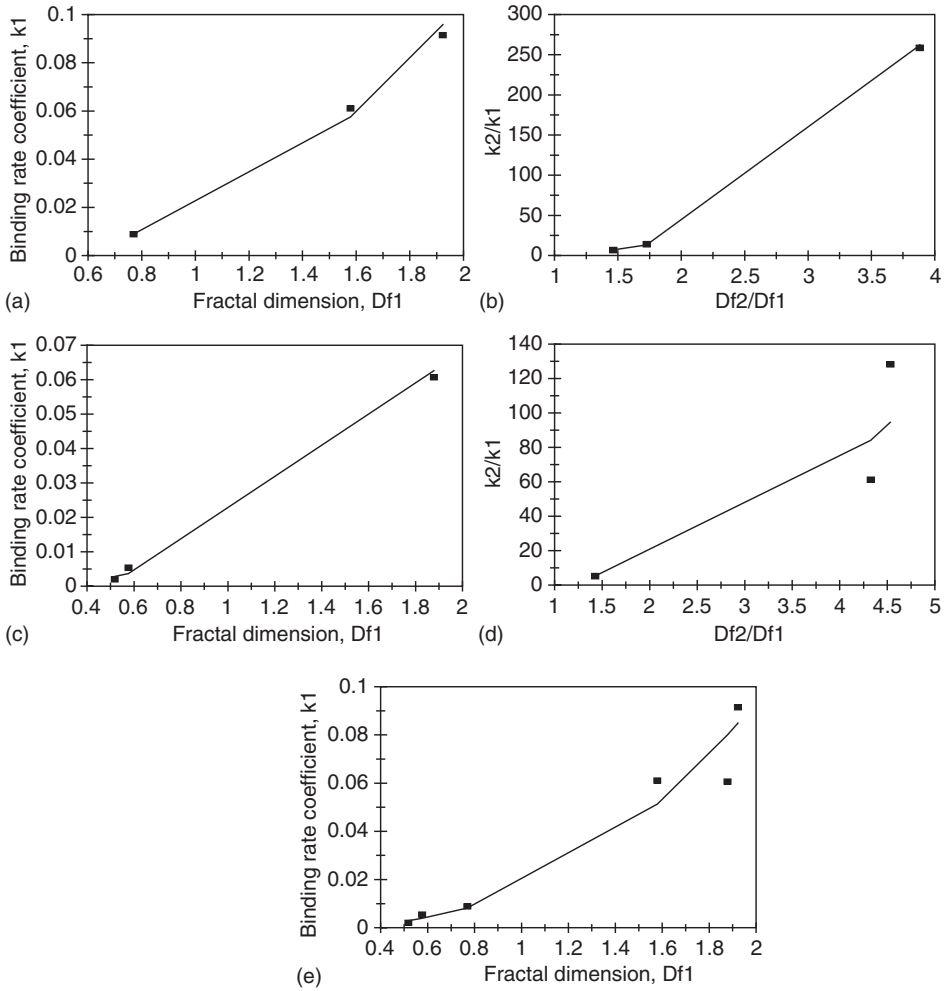 Binding rate coefficient, k1
0.1
0.08
0.06
0.04
0.02
0
0.6 0.8 1 1.2 1.4 1.6 1.8 2
(a) Fractal dimension, Df1
k2/k1
300
250
200
150
100
50
0
1 1.5 2 2.5 3 3.5 4
(b) Df2/Df1
Binding rate coefficient, k1
0.07
0.06
0.05
0.04
0.03
0.02
0.01
0
0.4 0.6 0.8 1 1.2 1.4 1.6 1.8 2
(c) Fractal dimension, Df1
k2/k1
140
120
100
80
60
40
20
0
1 1.5 2 2.5 3 3.5 4 4.5 5
(d) Df2/Df1
Binding rate coefficient, k1
0.1
0.08
0.06
0.04
0.02
0
0.4 0.6 0.8 1 1.2 1.4 1.6 1.8 2
(e) Fractal dimension, Df1